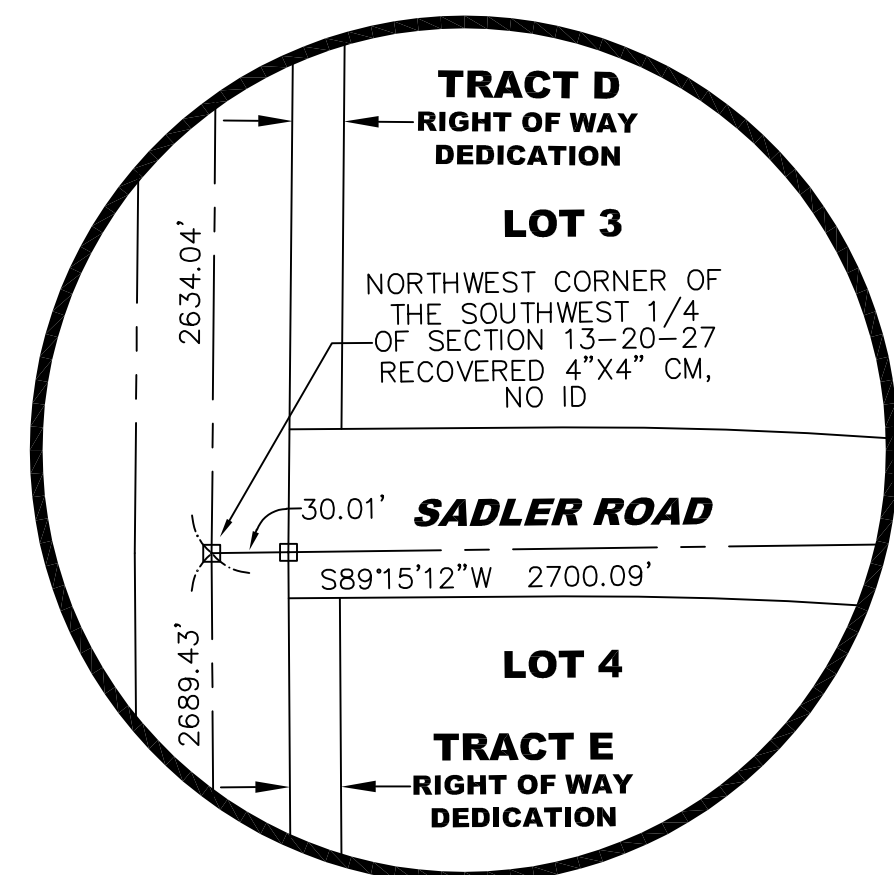 TRACT D
RIGHT OF WAY
DEDICATION
LOT 3
2634.04'
NORTHWEST CORNER OF
THE SOUTHWEST 1/4
OF SECTION 13-20-27
RECOVERED 4"X4" CM,
NO ID
30.01'
SADLER ROAD
S89°15'12"W 2700.09'
2689.43'
LOT 4
TRACT E
RIGHT OF WAY
DEDICATION